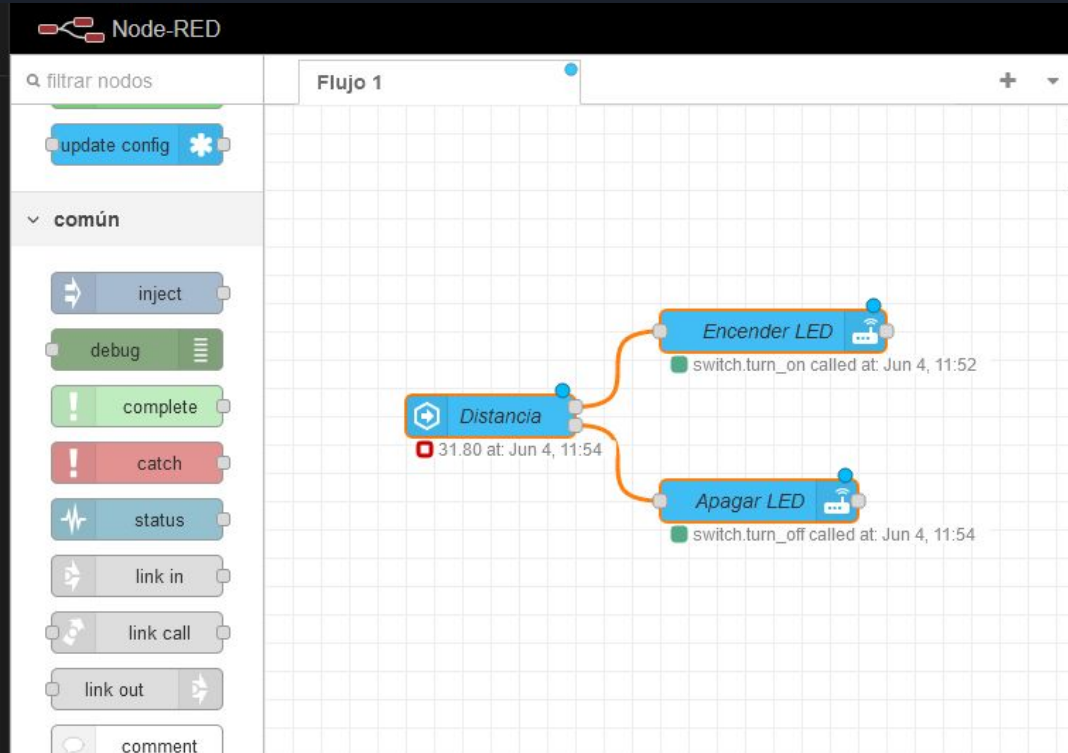 Node-RED
filtrar nodos
Flujo 1
update config
común
inject
debug
complete
catch
status
link in
link call
link out
comment
Encender LED
switch.turn_on called at: Jun 4, 11:52
Distancia
31.80 at: Jun 4, 11:54
Apagar LED
switch.turn_off called at: Jun 4, 11:54